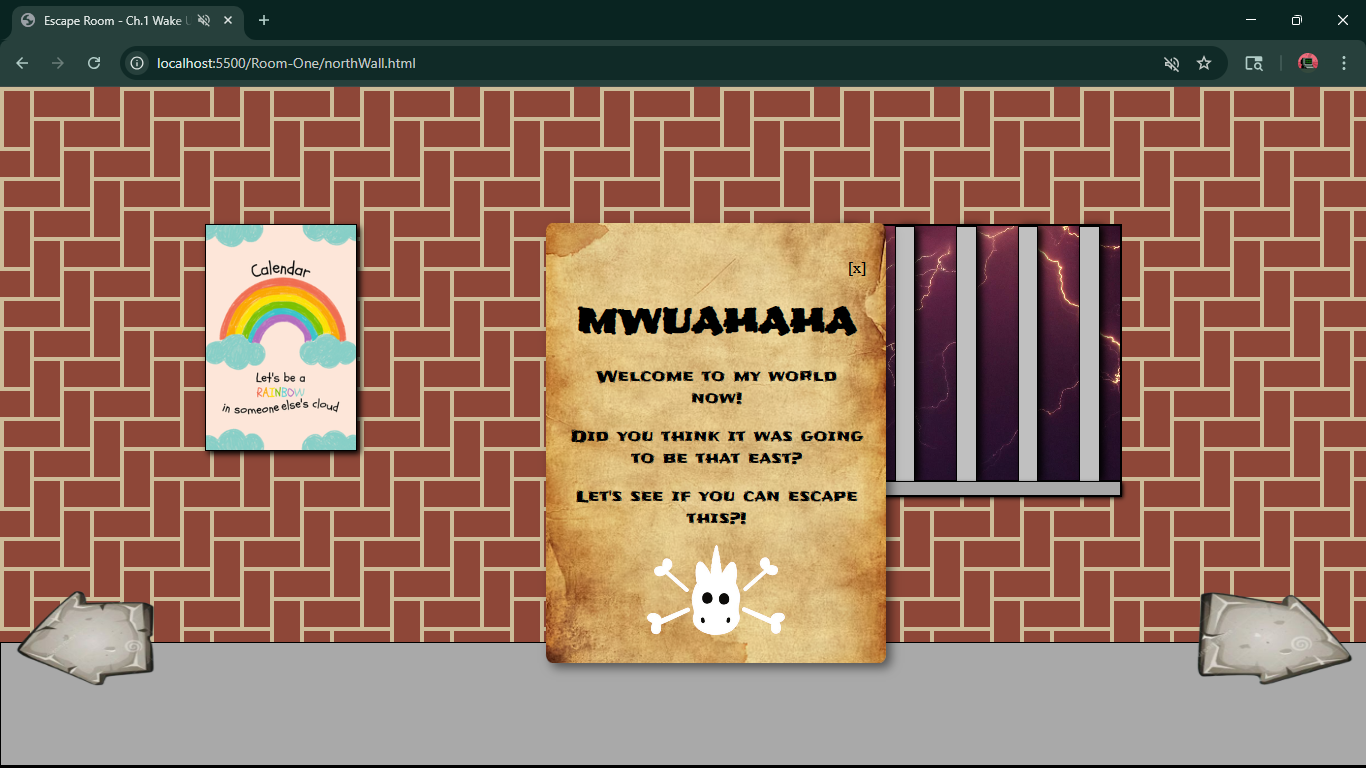 Escape Room - Ch.1 Wake
localhost:5500/Room-One/northWall.html
Calendar
Let's be a
RAINBOW
in someone else's cloud
[x]
MWUAHAHA
Welcome to my world
now!
Did you think it was going
to be that east?
Let's see if you can escape
this?!